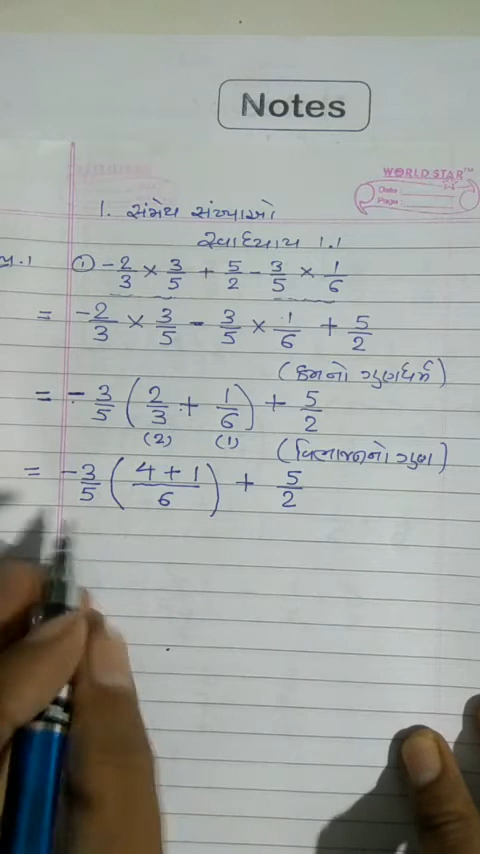 Notes
WORLD STAR™
Date :
Page :
1. સંમેય સંખ્યાઓ
સ્વાધ્યાય 1.1
પ્ર.1 ① -2/3 × 3/5 + 5/2 - 3/5 × 1/6
= -2/3 × 3/5 - 3/5 × 1/6 + 5/2
(ક્રમનો ગુણધર્મ)
= - 3/5 (2/3 + 1/6) + 5/2
(2) (1)
(વિભાજનનો ગુણ)
= -3/5 (4 + 1/6) + 5/2